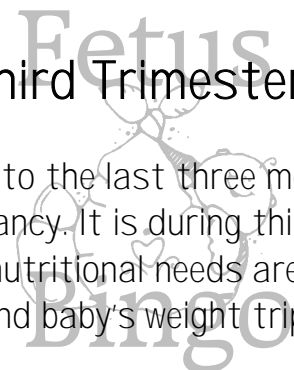 Fetus
hird Trimester
to the last three m
ancy. It is during thi
nutritional needs are
nd baby's weight trip
Bingo